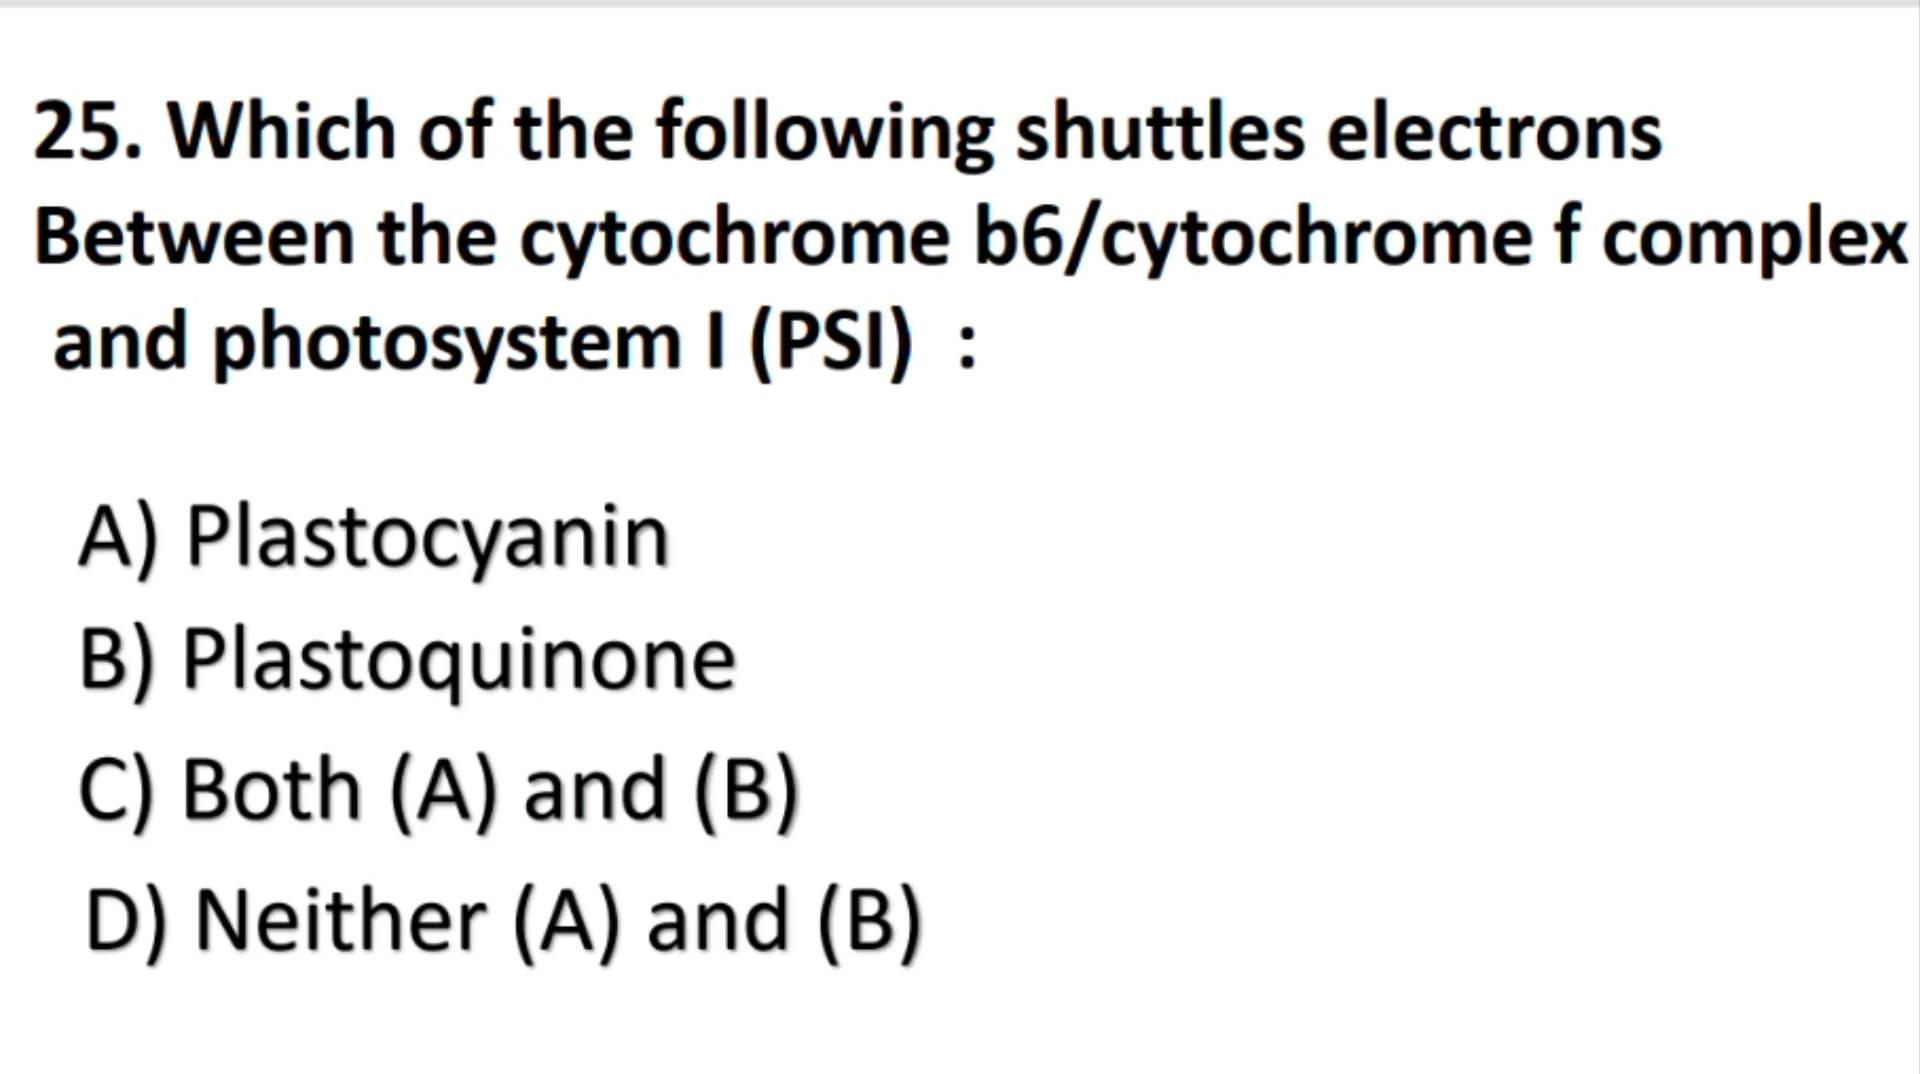 25. Which of the following shuttles electrons
Between the cytochrome b6/cytochrome f complex
and photosystem I (PSI) :
A) Plastocyanin
B) Plastoquinone
C) Both (A) and (B)
D) Neither (A) and (B)